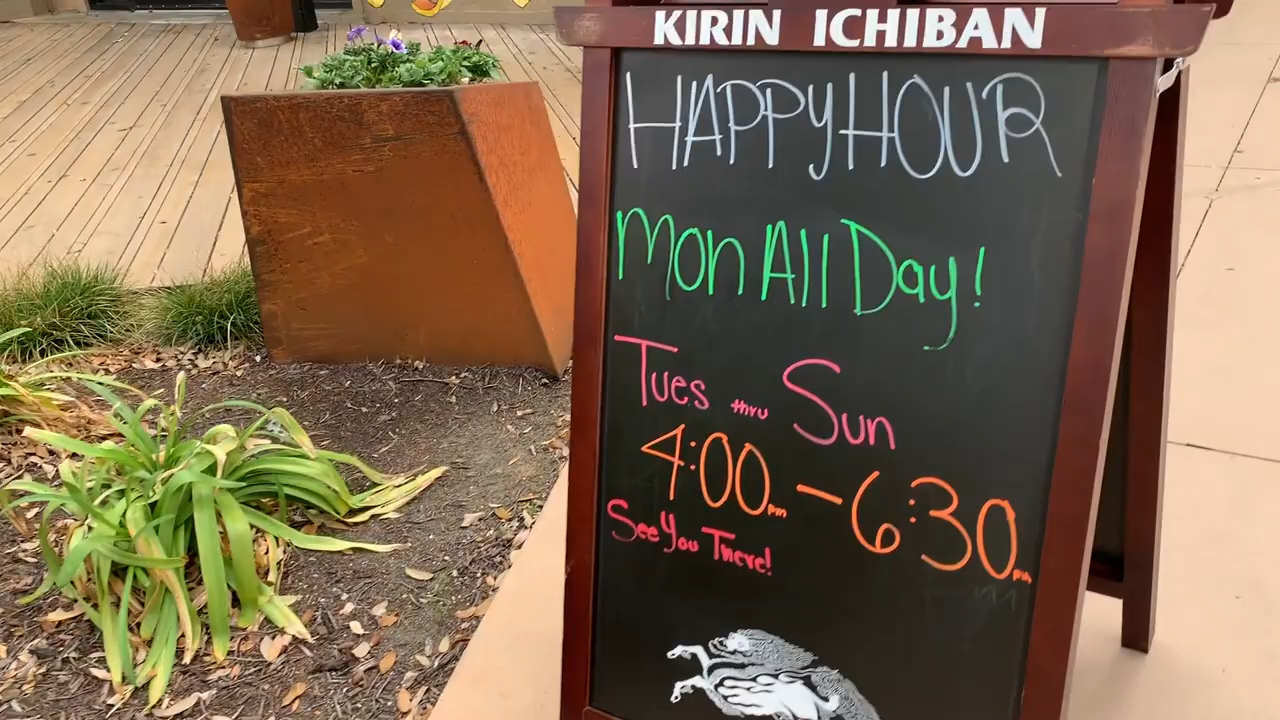 KIRIN ICHIBAN
HAPPY HOUR
Mon All Day!
Tues thru Sun
4:00pm - 6:30pm
See You There!